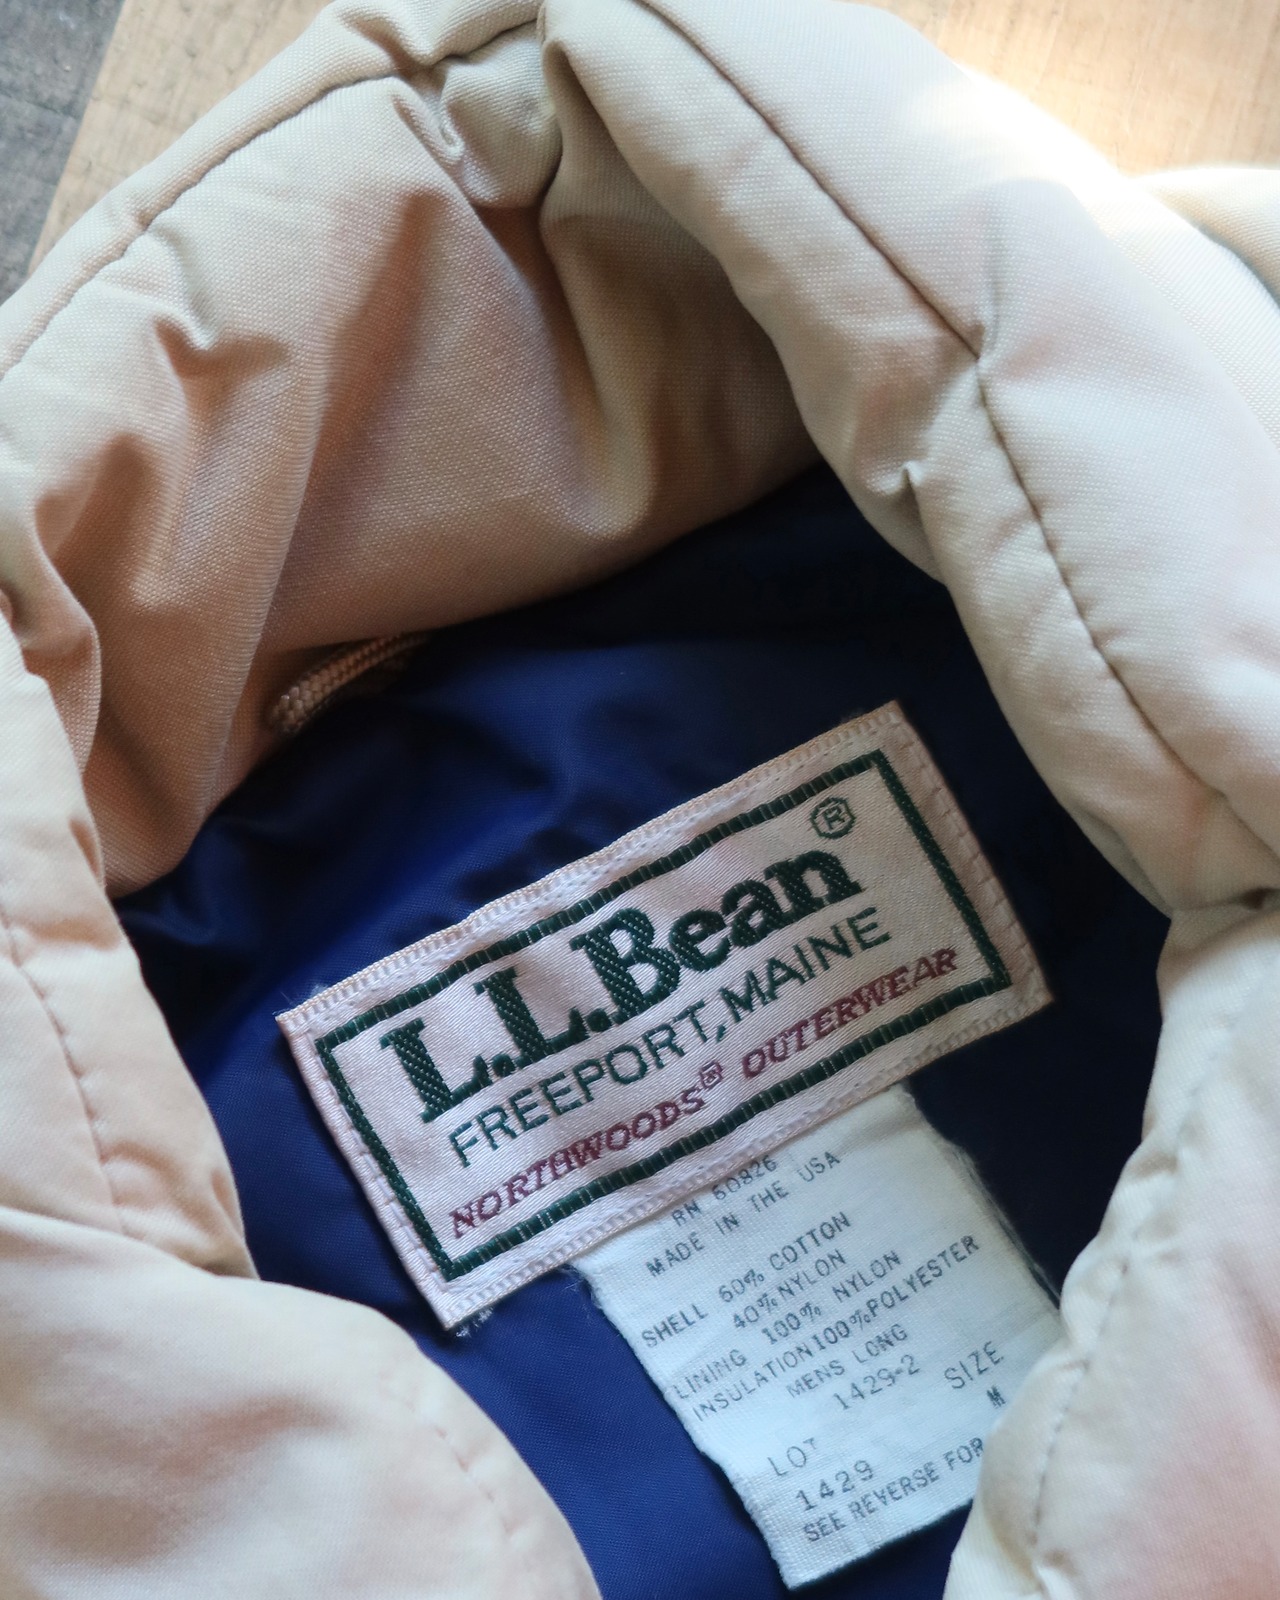 L.L.Bean®
FREEPORT, MAINE
NORTHWOODS® OUTERWEAR
RN 60826
MADE IN THE USA
SHELL 60% COTTON
40% NYLON
LINING 100% NYLON
INSULATION 100% POLYESTER
MENS LONG
1429-2 SIZE
M
LOT
1429
SEE REVERSE FOR